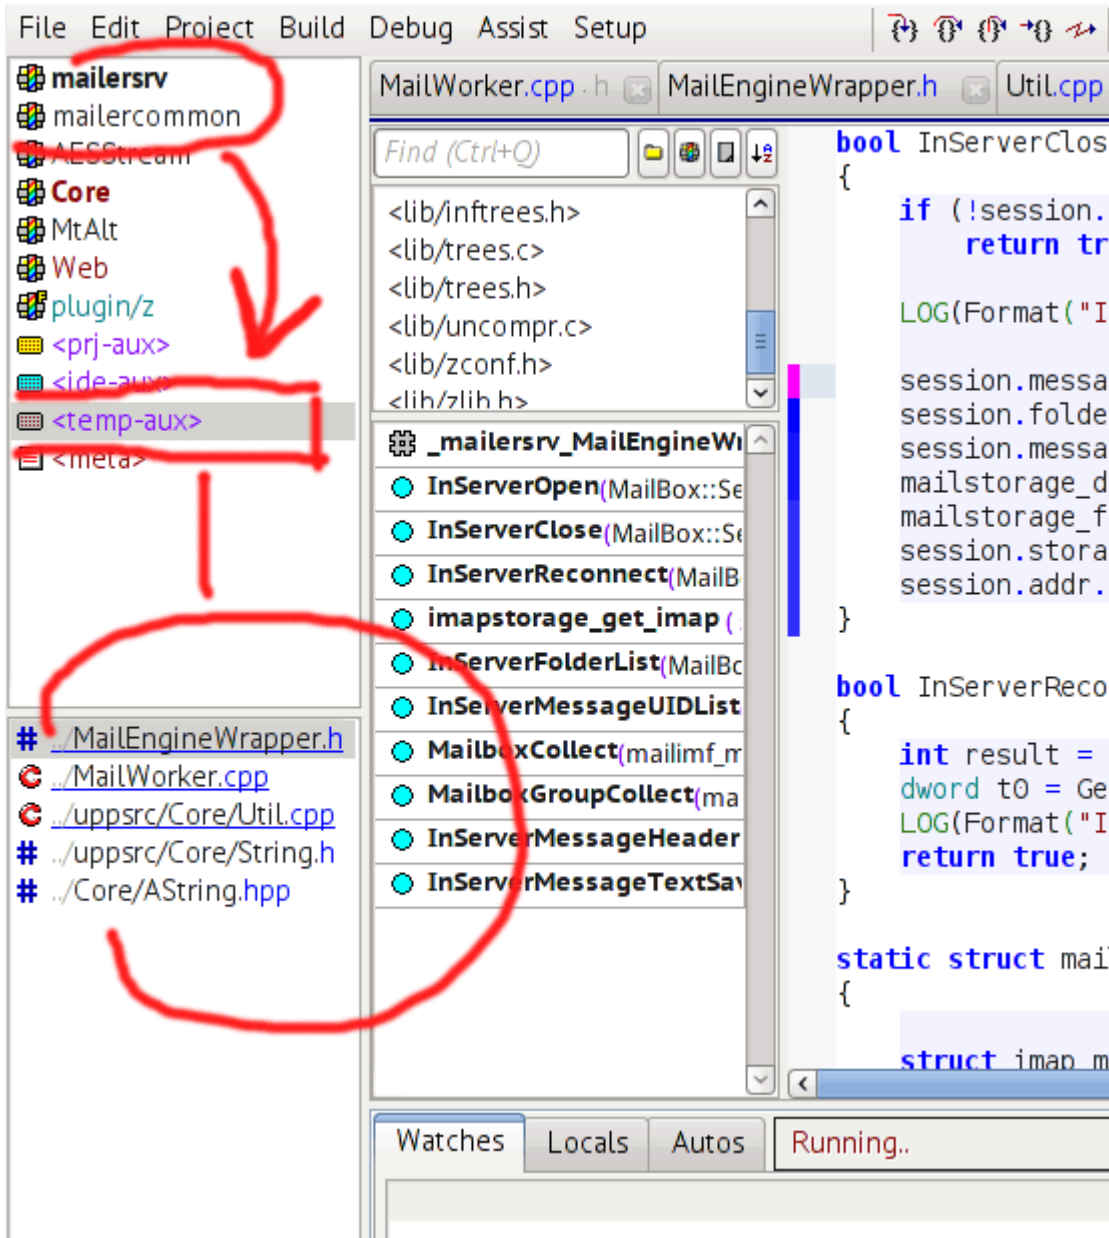 File Edit Project Build Debug Assist Setup
mailersrv
mailercommon
AESStream
Core
MtAlt
Web
plugin/z
<prj-aux>
<ide-aux>
<temp-aux>
<meta>
../MailEngineWrapper.h
../MailWorker.cpp
../uppsrc/Core/Util.cpp
../uppsrc/Core/String.h
../Core/AString.hpp
MailWorker.cpp . h MailEngineWrapper.h Util.cpp
Find (Ctrl+Q)
<lib/inftrees.h>
<lib/trees.c>
<lib/trees.h>
<lib/uncompr.c>
<lib/zconf.h>
<lib/zlib.h>
_mailersrv_MailEngineWr
InServerOpen(MailBox::Se
InServerClose(MailBox::Se
InServerReconnect(MailB
imapstorage_get_imap (
InServerFolderList(MailBo
InServerMessageUIDList
MailboxCollect(mailimf_m
MailboxGroupCollect(ma
InServerMessageHeader
InServerMessageTextSav
bool InServerClos
{
if (!session.
return tr
LOG(Format("I
session.messa
session.folde
session.messa
mailstorage_d
mailstorage_f
session.stora
session.addr.
}
bool InServerReco
{
int result =
dword t0 = Ge
LOG(Format("I
return true;
}
static struct mail
{
struct imap_m
Watches Locals Autos Running..